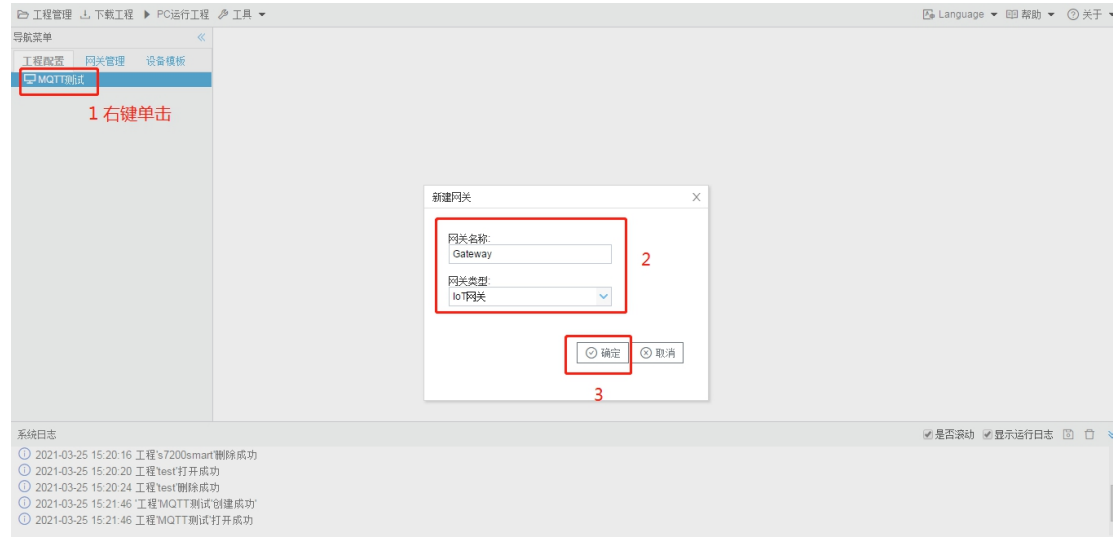 工程管理 下载工程 PC运行工程 工具 Language 帮助 关于
导航菜单
工程配置 网关管理 设备模板
MQTT测试
1 右键单击
新建网关
网关名称:
Gateway
2
网关类型:
IoT网关
确定 取消
3
系统日志 是否滚动 显示运行日志
2021-03-25 15:20:16 工程's7200smart'删除成功
2021-03-25 15:20:20 工程'test'打开成功
2021-03-25 15:20:24 工程'test'删除成功
2021-03-25 15:21:46 '工程'MQTT测试'创建成功'
2021-03-25 15:21:46 工程'MQTT测试'打开成功